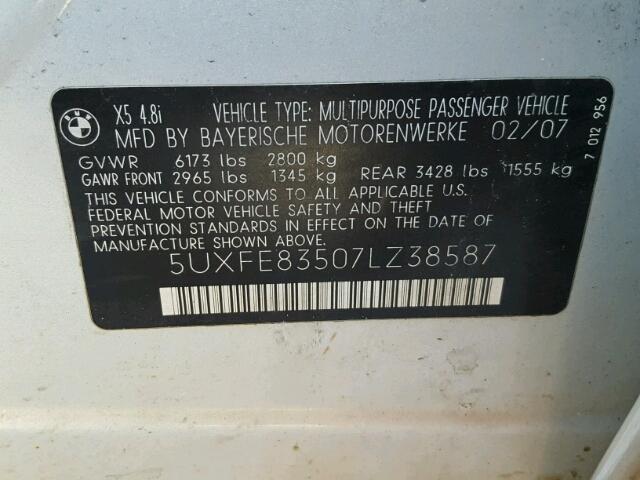 BMW
X5 4.8i VEHICLE TYPE: MULTIPURPOSE PASSENGER VEHICLE
MFD BY BAYERISCHE MOTORENWERKE 02/07
GVWR 6173 lbs 2800 kg
GAWR FRONT 2965 lbs 1345 kg REAR 3428 lbs 1555 kg
THIS VEHICLE CONFORMS TO ALL APPLICABLE U.S.
FEDERAL MOTOR VEHICLE SAFETY AND THEFT
PREVENTION STANDARDS IN EFFECT ON THE DATE OF
MANUFACTURE SHOWN ABOVE.
5UXFE83507LZ38587
7 012 956